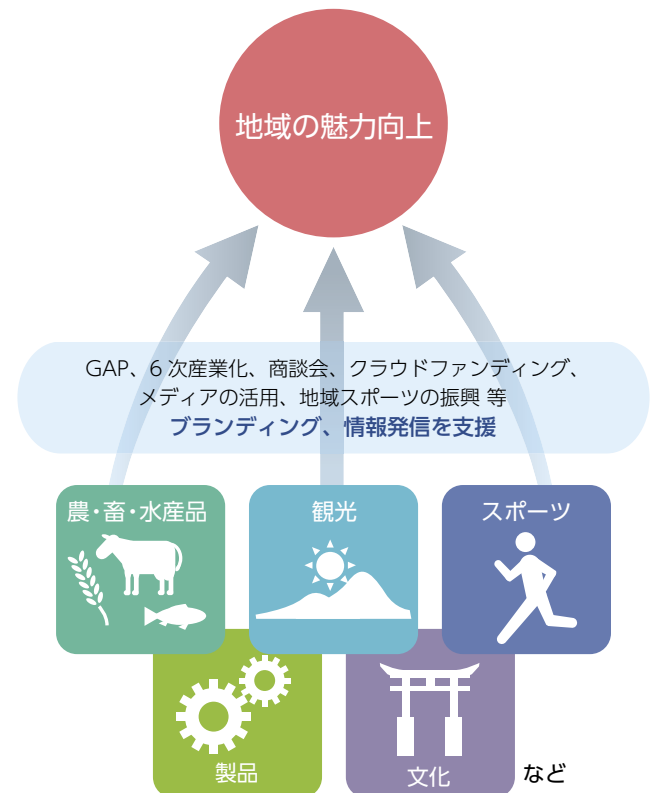 地域の魅力向上
GAP、6次産業化、商談会、クラウドファンディング、
メディアの活用、地域スポーツの振興 等
ブランディング、情報発信を支援
農・畜・水産品
観光
スポーツ
製品
文化
など